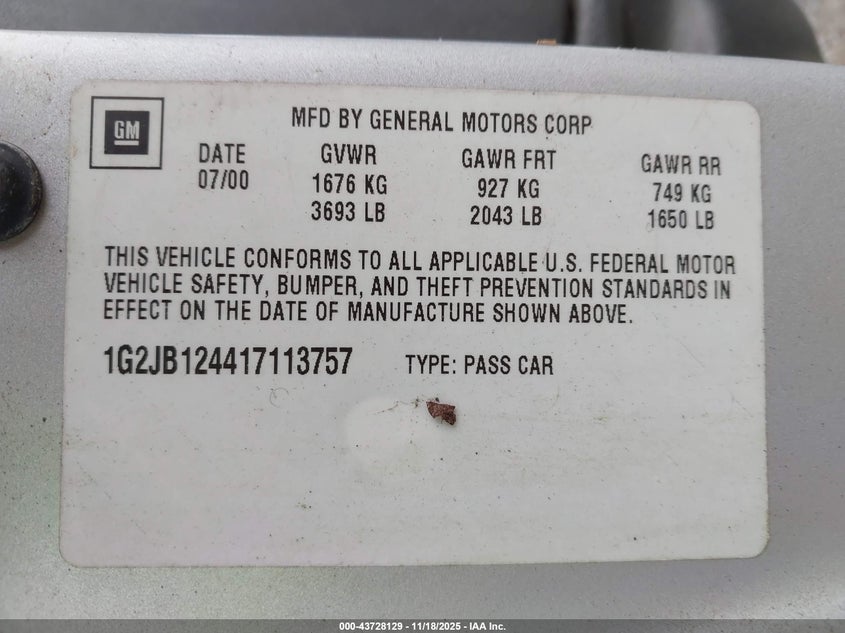 GM
MFD BY GENERAL MOTORS CORP
DATE GVWR GAWR FRT GAWR RR
07/00 1676 KG 927 KG 749 KG
3693 LB 2043 LB 1650 LB
THIS VEHICLE CONFORMS TO ALL APPLICABLE U.S. FEDERAL MOTOR
VEHICLE SAFETY, BUMPER, AND THEFT PREVENTION STANDARDS IN
EFFECT ON THE DATE OF MANUFACTURE SHOWN ABOVE.
1G2JB124417113757 TYPE: PASS CAR
000-43728129 - 11/18/2025 - IAA Inc.